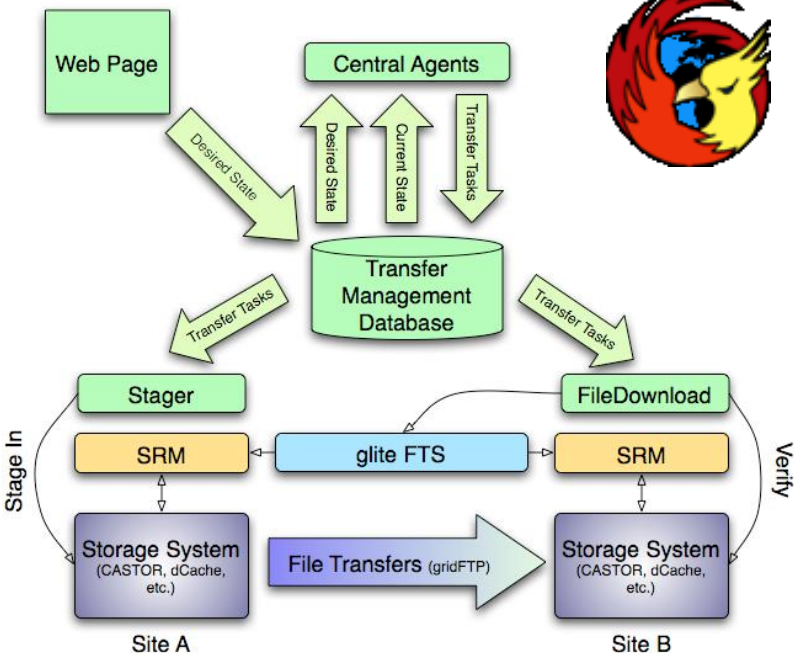 Web Page
Central Agents
Desired State
Desired State
Current State
Transfer Tasks
Transfer
Management
Database
Transfer Tasks
Transfer Tasks
Stager
FileDownload
Stage In
SRM
glite FTS
SRM
Verify
Storage System
(CASTOR, dCache,
etc.)
File Transfers (gridFTP)
Storage System
(CASTOR, dCache,
etc.)
Site A
Site B